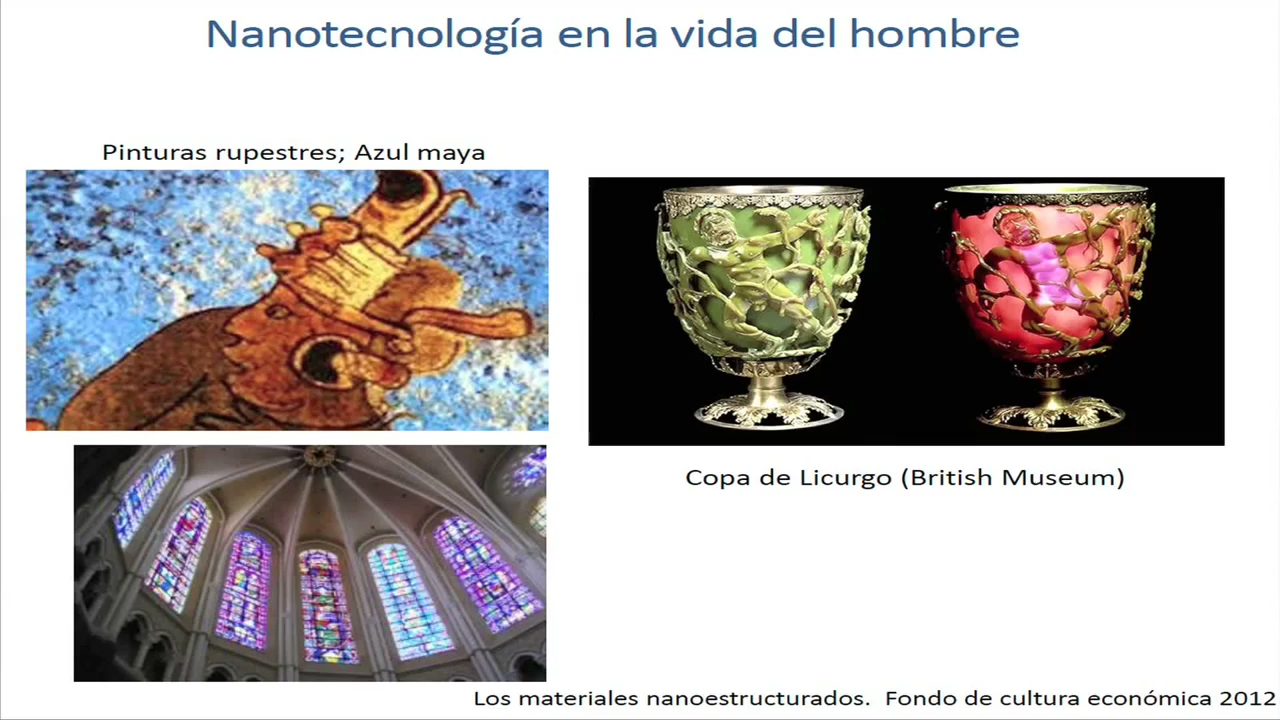 Nanotecnología en la vida del hombre
Pinturas rupestres; Azul maya
Copa de Licurgo (British Museum)
Los materiales nanoestructurados.  Fondo de cultura económica 2012